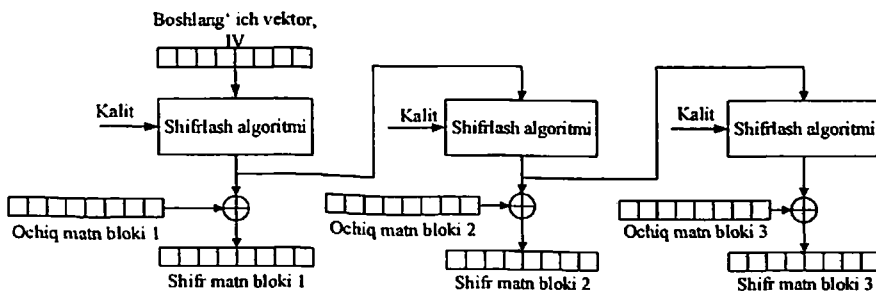 Boshlang‘ ich vektor,
IV
Kalit
Shifrlash algoritmi
Kalit
Shifrlash algoritmi
Kalit
Shifrlash algoritmi
Ochiq matn bloki 1
Ochiq matn bloki 2
Ochiq matn bloki 3
Shifr matn bloki 1
Shifr matn bloki 2
Shifr matn bloki 3